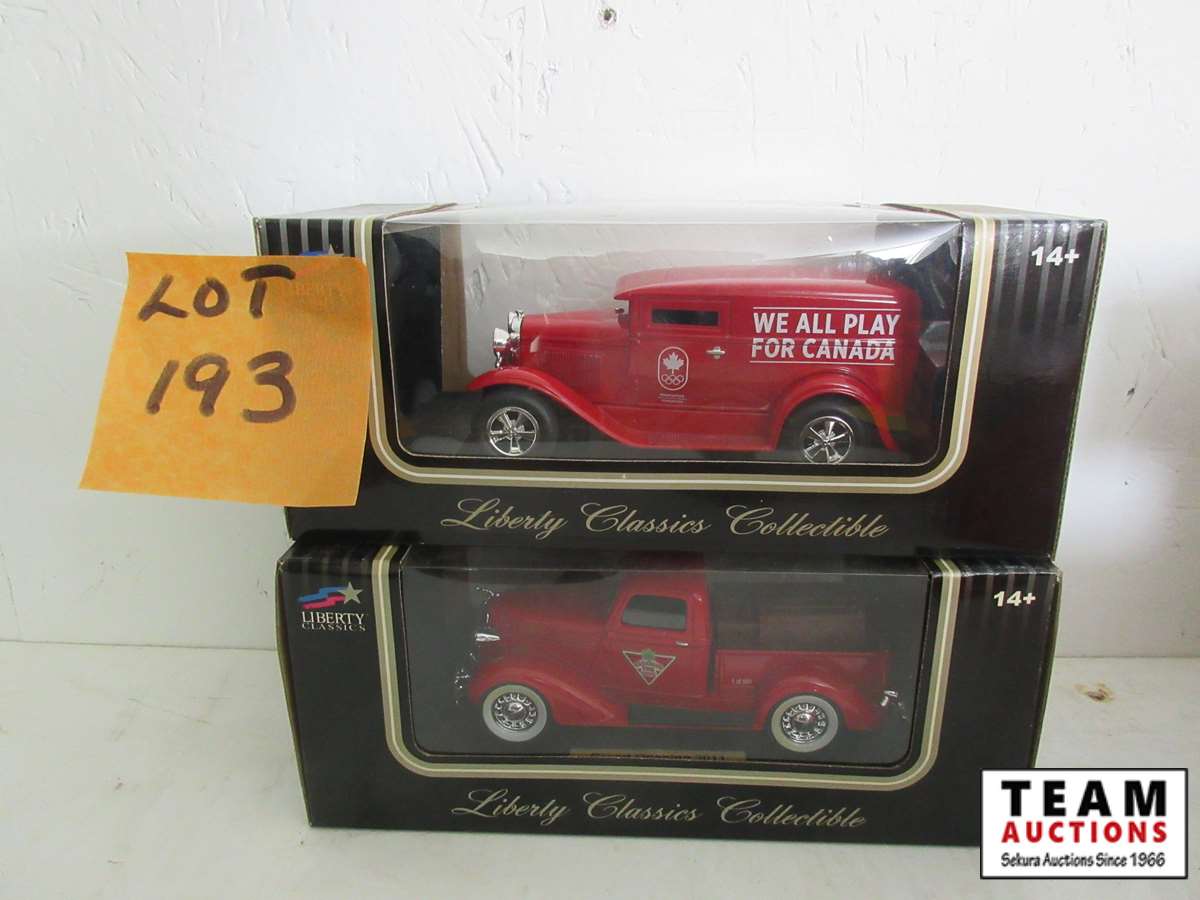 LOT
193
14+
WE ALL PLAY
FOR CANADA
Liberty Classics Collectible
LIBERTY
CLASSICS
14+
Liberty Classics Collectible
TEAM
AUCTIONS
Sekura Auctions Since 1966